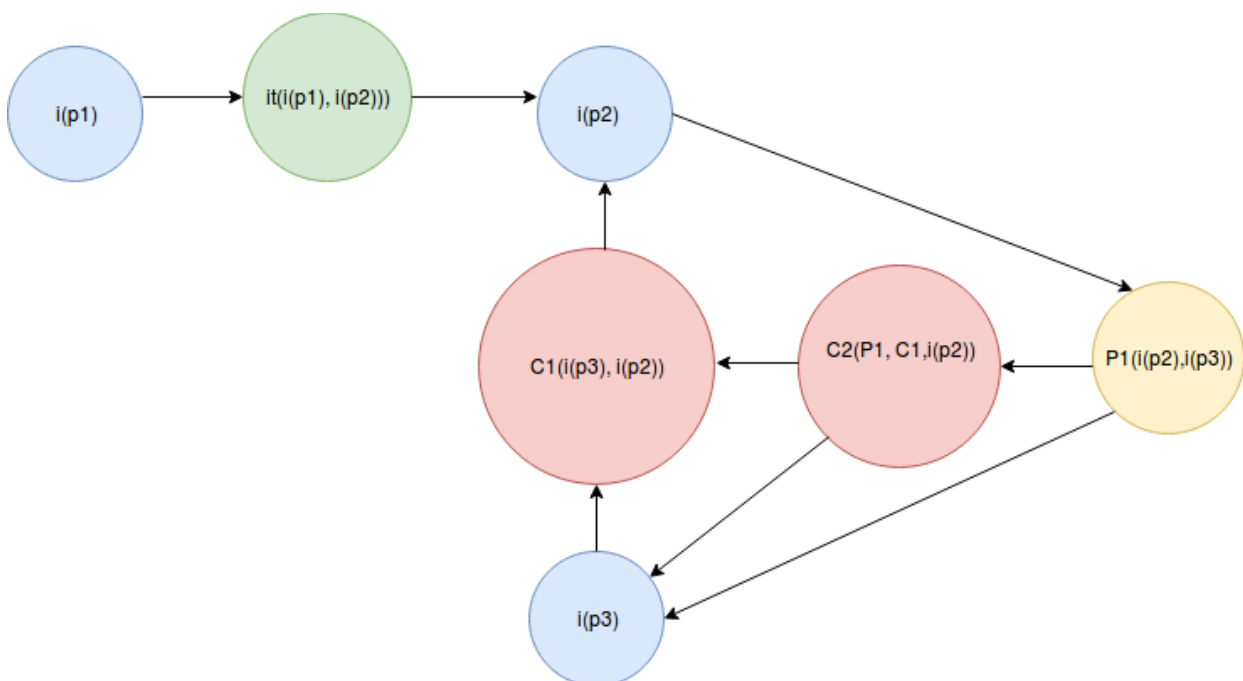 i(p1)
it(i(p1), i(p2)))
i(p2)
C1(i(p3), i(p2))
C2(P1, C1,i(p2))
P1(i(p2),i(p3))
i(p3)